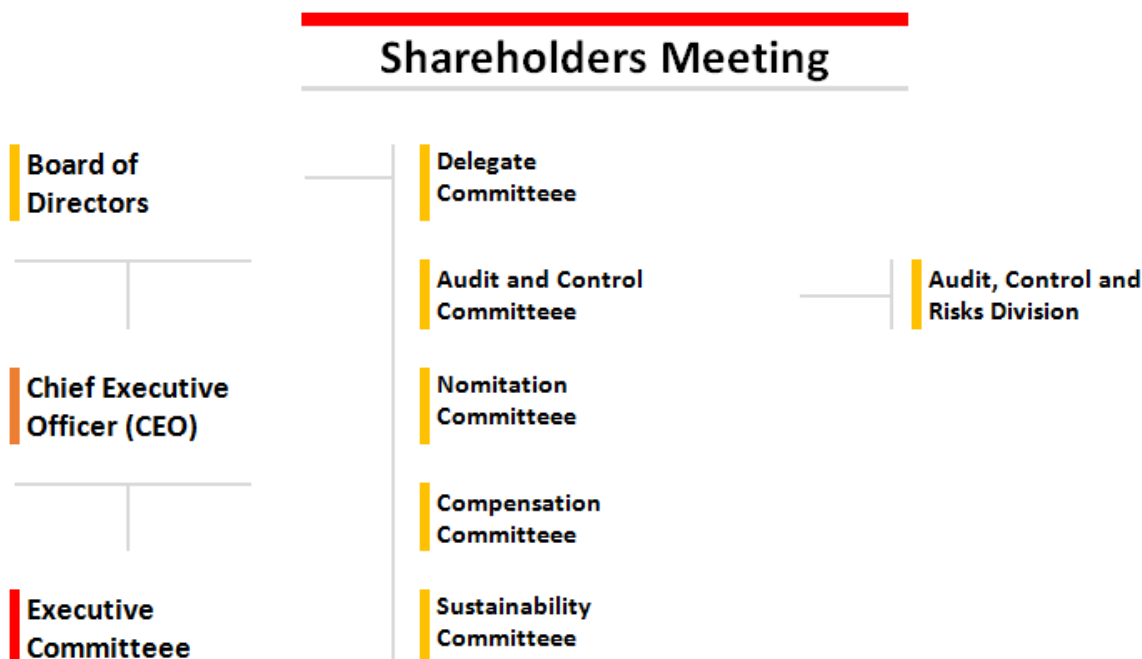 Shareholders Meeting
Board of
Directors
Delegate
Committeee
Audit and Control
Committeee
Audit, Control and
Risks Division
Chief Executive
Officer (CEO)
Nomitation
Committeee
Compensation
Committeee
Executive
Committeee
Sustainability
Committeee